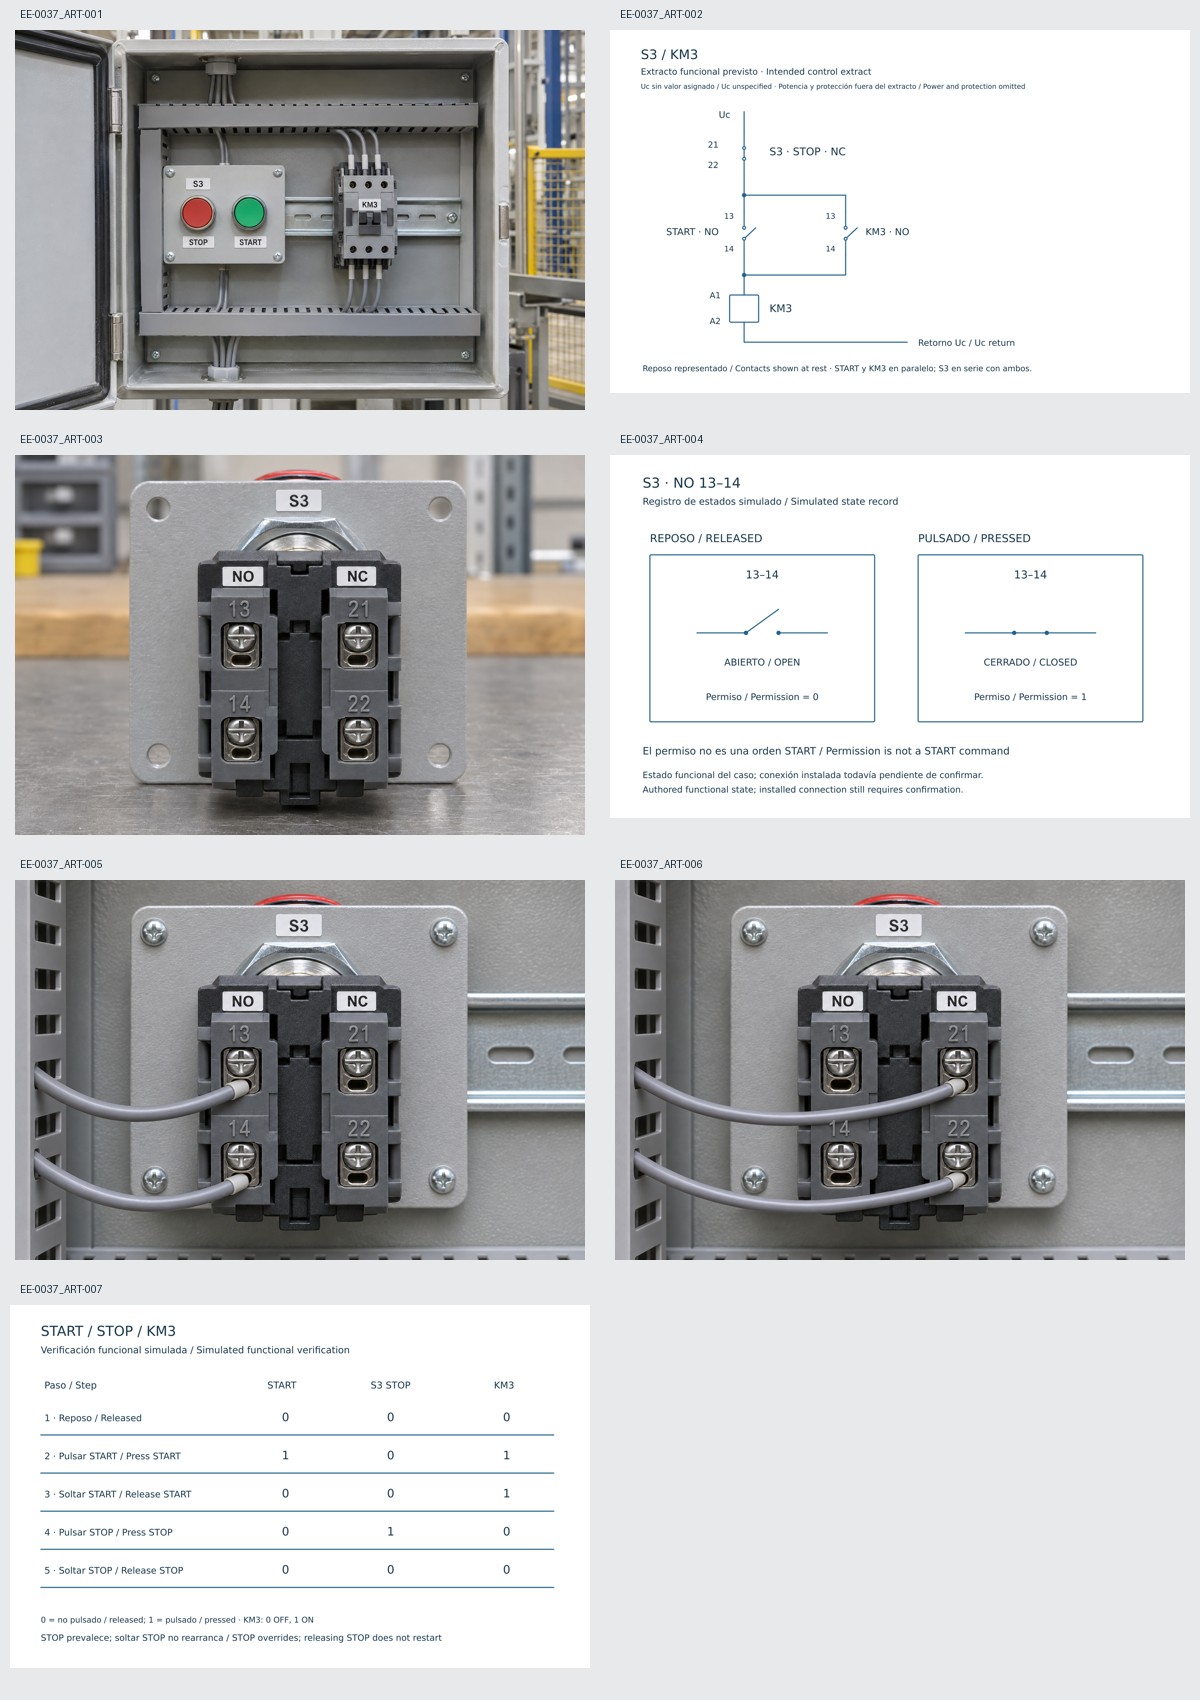 EE-0037_ART-001
S3
STOP
START
KM3
EE-0037_ART-002
S3 / KM3
Extracto funcional previsto · Intended control extract
Uc sin valor asignado / Uc unspecified · Potencia y protección fuera del extracto / Power and protection omitted
Uc
21
22
S3 · STOP · NC
13
13
START · NO
KM3 · NO
14
14
A1
KM3
A2
Retorno Uc / Uc return
Reposo representado / Contacts shown at rest · START y KM3 en paralelo; S3 en serie con ambos.
EE-0037_ART-003
S3
NO
NC
13
21
14
22
EE-0037_ART-004
S3 · NO 13–14
Registro de estados simulado / Simulated state record
REPOSO / RELEASED
13–14
ABIERTO / OPEN
Permiso / Permission = 0
PULSADO / PRESSED
13–14
CERRADO / CLOSED
Permiso / Permission = 1
El permiso no es una orden START / Permission is not a START command
Estado funcional del caso; conexión instalada todavía pendiente de confirmar.
Authored functional state; installed connection still requires confirmation.
EE-0037_ART-005
S3
NO
NC
13
21
14
22
EE-0037_ART-006
S3
NO
NC
13
21
14
22
EE-0037_ART-007
START / STOP / KM3
Verificación funcional simulada / Simulated functional verification
Paso / Step START S3 STOP KM3
1 · Reposo / Released 0 0 0
2 · Pulsar START / Press START 1 0 1
3 · Soltar START / Release START 0 0 1
4 · Pulsar STOP / Press STOP 0 1 0
5 · Soltar STOP / Release STOP 0 0 0
0 = no pulsado / released; 1 = pulsado / pressed · KM3: 0 OFF, 1 ON
STOP prevalece; soltar STOP no rearranca / STOP overrides; releasing STOP does not restart